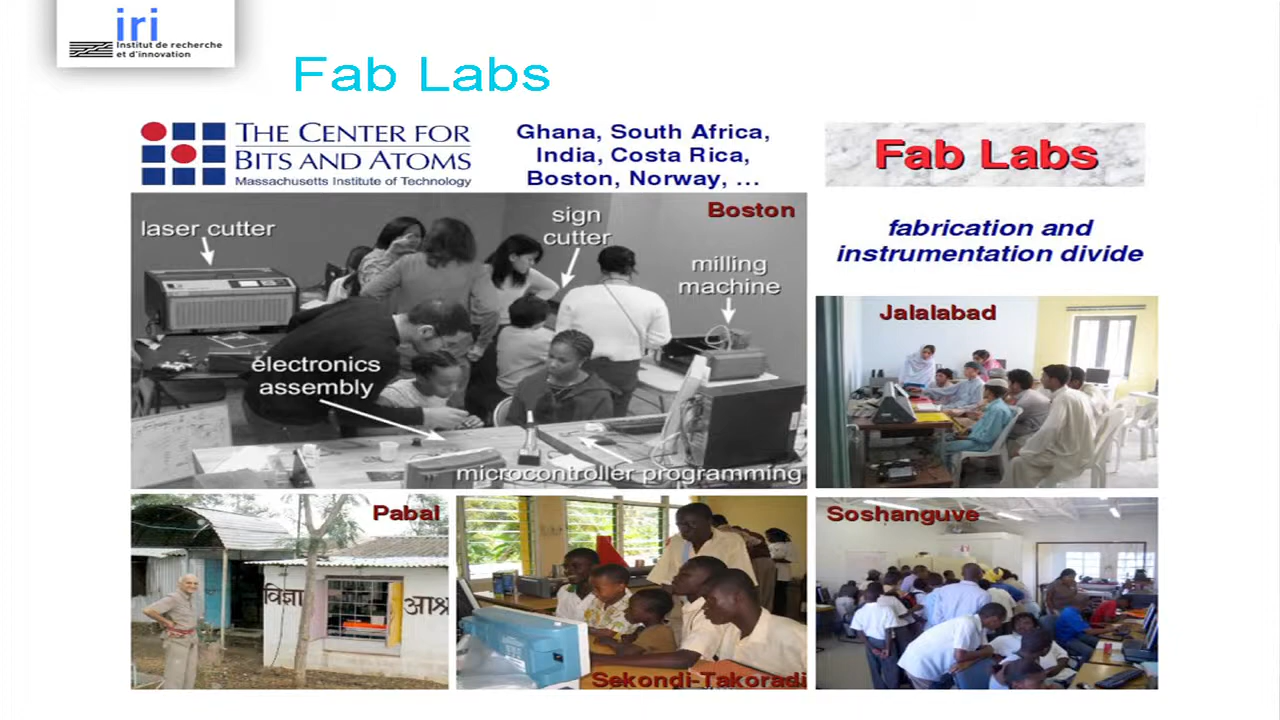 iri
Institut de recherche
et d'innovation
Fab Labs
THE CENTER FOR
BITS AND ATOMS
Massachusetts Institute of Technology
Ghana, South Africa,
India, Costa Rica,
Boston, Norway, ...
Fab Labs
fabrication and
instrumentation divide
Boston
laser cutter
sign
cutter
milling
machine
electronics
assembly
microcontroller programming
Jalalabad
Pabal
विज्ञा
आश्र
Sekondi-Takoradi
Soshanguve